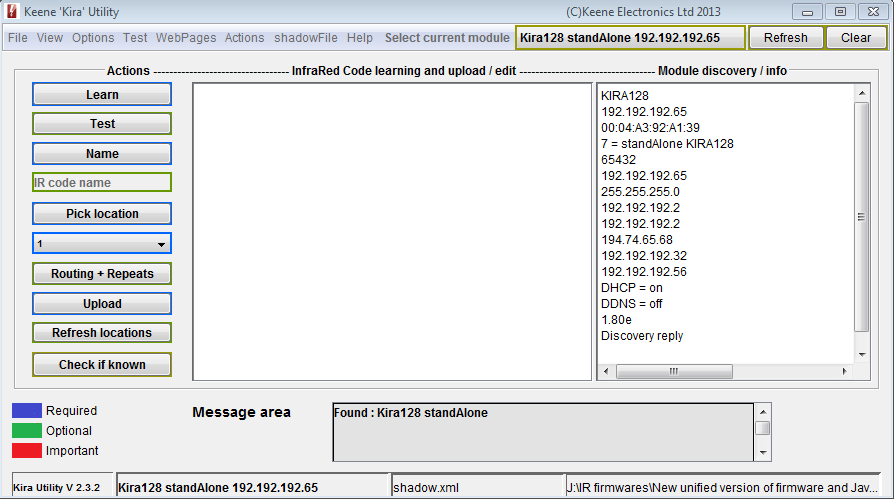 Keene 'Kira' Utility (C)Keene Electronics Ltd 2013
File View Options Test WebPages Actions shadowFile Help Select current module Kira128 standAlone 192.192.192.65 Refresh Clear
Actions InfraRed Code learning and upload / edit Module discovery / info
Learn
Test
Name
IR code name
Pick location
1
Routing + Repeats
Upload
Refresh locations
Check if known
KIRA128
192.192.192.65
00:04:A3:92:A1:39
7 = standAlone KIRA128
65432
192.192.192.65
255.255.255.0
192.192.192.2
192.192.192.2
194.74.65.68
192.192.192.32
192.192.192.56
DHCP = on
DDNS = off
1.80e
Discovery reply
Required
Optional
Important
Message area
Found : Kira128 standAlone
Kira Utility V 2.3.2 Kira128 standAlone 192.192.192.65 shadow.xml J:\IR firmwares\New unified version of firmware and Jav...